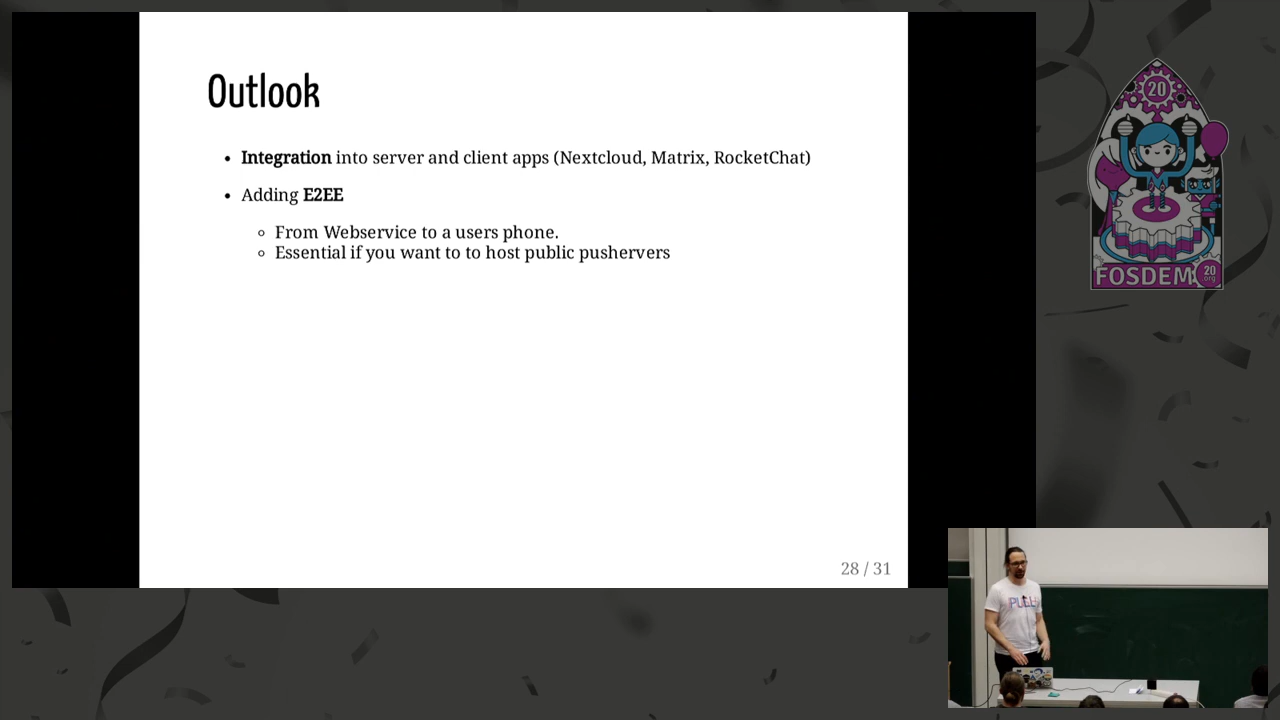 Outlook
Integration into server and client apps (Nextcloud, Matrix, RocketChat)
Adding E2EE
From Webservice to a users phone.
Essential if you want to to host public pushervers
28 / 31
20
FOSDEM
20
org